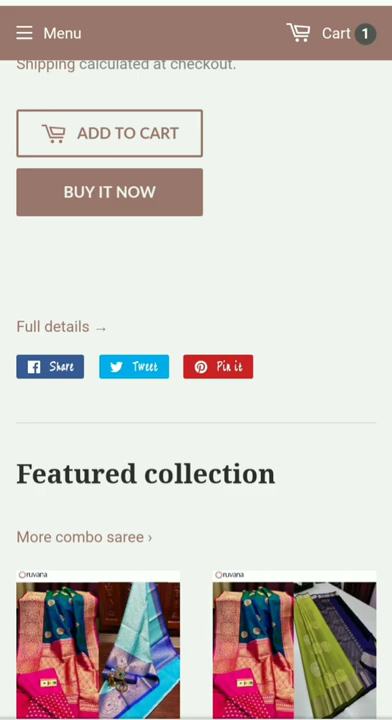 Menu
Cart 1
Shipping calculated at checkout.
ADD TO CART
BUY IT NOW
Full details →
Share
Tweet
Pin it
Featured collection
More combo saree ›
ruvana
ruvana